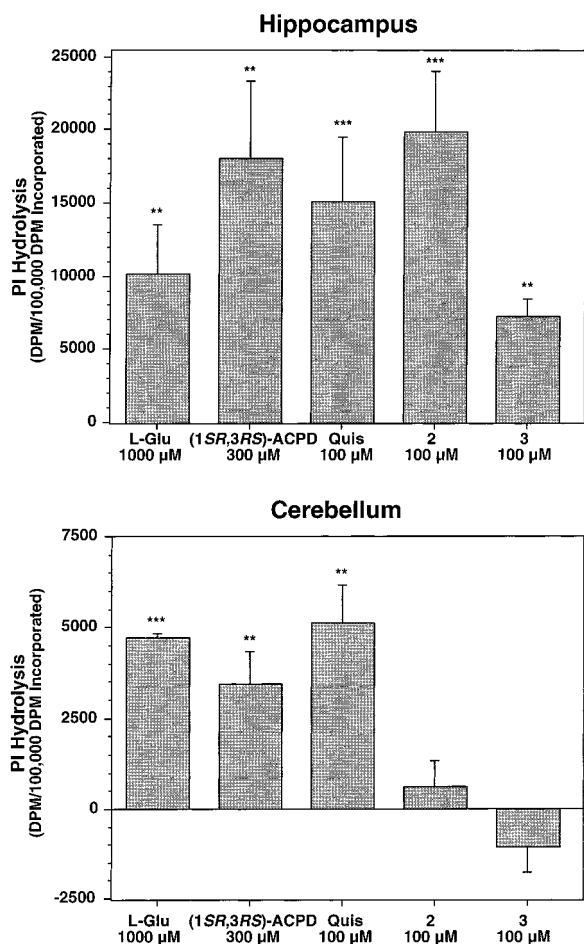 Hippocampus
PI Hydrolysis
(DPM/100,000 DPM Incorporated)
25000
20000
15000
10000
5000
0
**
**
***
***
**
L-Glu (1SR,3RS)-ACPD Quis 2 3
1000 µM 300 µM 100 µM 100 µM 100 µM
Cerebellum
PI Hydrolysis
(DPM/100,000 DPM Incorporated)
7500
5000
2500
0
-2500
***
**
**
L-Glu (1SR,3RS)-ACPD Quis 2 3
1000 µM 300 µM 100 µM 100 µM 100 µM